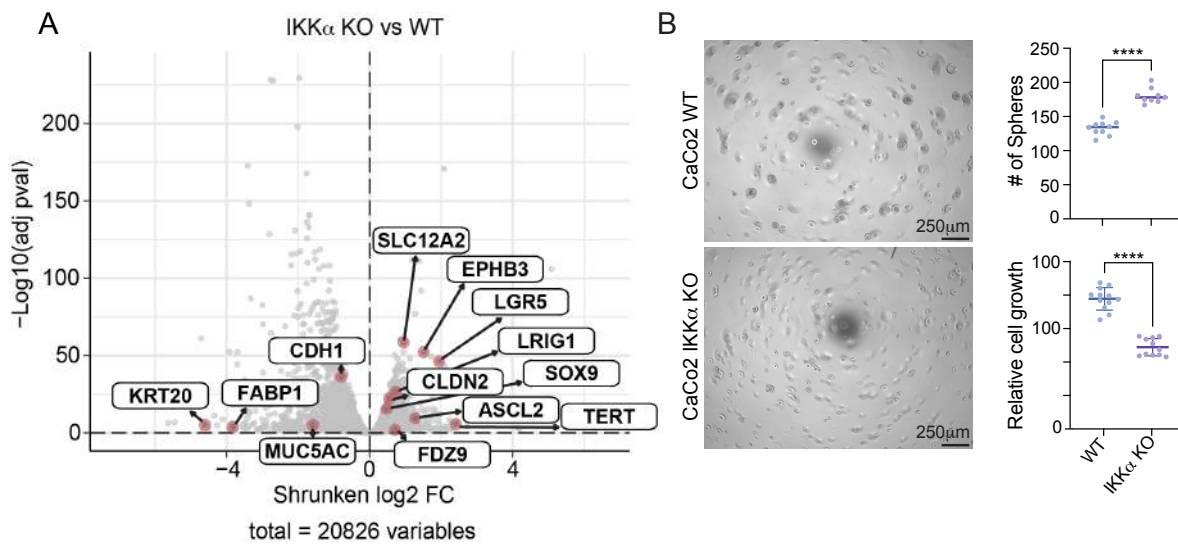 A
IKKα KO vs WT
−Log10(adj pval)
200
150
100
50
0
SLC12A2
EPHB3
LGR5
LRIG1
CDH1
CLDN2
SOX9
KRT20
FABP1
ASCL2
TERT
MUC5AC
FDZ9
−4
0
4
Shrunken log2 FC
total = 20826 variables
B
CaCo2 WT
250μm
CaCo2 IKKα KO
250μm
# of Spheres
250
200
150
100
50
0
****
Relative cell growth
100
100
****
WT
IKKα KO